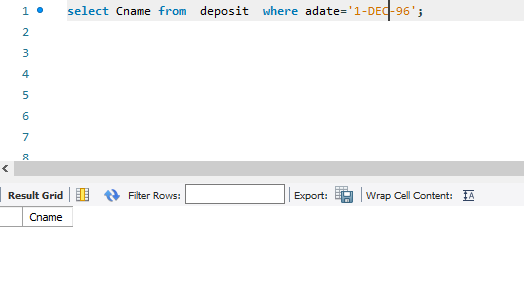 1 select Cname from  deposit  where adate='1-DEC-96';
2
3
4
5
6
7
8
Result Grid Filter Rows: Export: Wrap Cell Content:
Cname